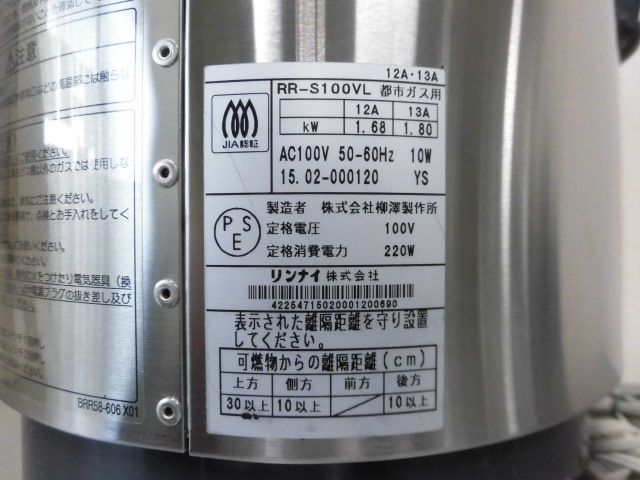 ⚠注意
12A・13A
RR-S100VL 都市ガス用
JIA認証
12A 13A
kW 1.68 1.80
AC100V 50-60Hz 10W
15.02-000120 YS
PSE
製造者 株式会社柳澤製作所
定格電圧 100V
定格消費電力 220W
リンナイ株式会社
42254715020001200690
表示された離隔距離を守り設置
してください。
可燃物からの離隔距離(cm)
上方 側方 前方 後方
30以上 10以上 10以上
BRR58-606 X01